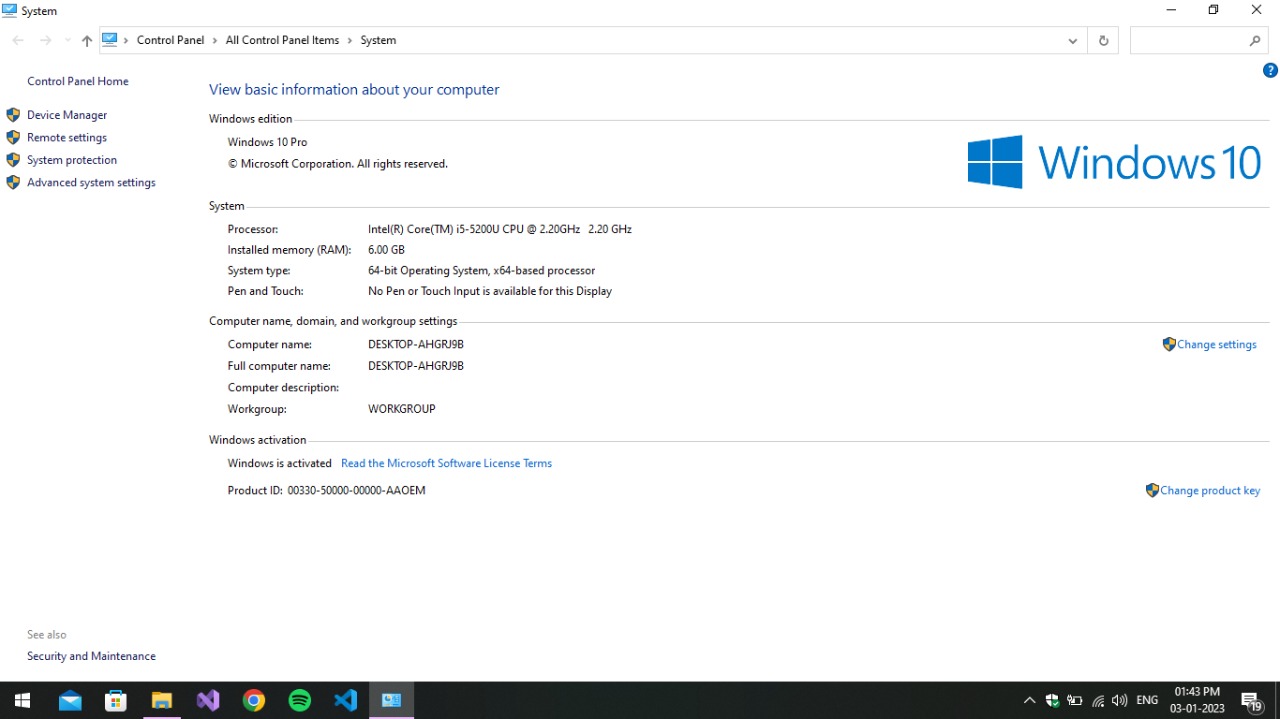 System
Control Panel > All Control Panel Items > System
Control Panel Home
Device Manager
Remote settings
System protection
Advanced system settings
View basic information about your computer
Windows edition
Windows 10 Pro
© Microsoft Corporation. All rights reserved.
Windows 10
System
Processor: Intel(R) Core(TM) i5-5200U CPU @ 2.20GHz 2.20 GHz
Installed memory (RAM): 6.00 GB
System type: 64-bit Operating System, x64-based processor
Pen and Touch: No Pen or Touch Input is available for this Display
Computer name, domain, and workgroup settings
Computer name: DESKTOP-AHGRJ9B Change settings
Full computer name: DESKTOP-AHGRJ9B
Computer description:
Workgroup: WORKGROUP
Windows activation
Windows is activated Read the Microsoft Software License Terms
Product ID: 00330-50000-00000-AAOEM Change product key
See also
Security and Maintenance
ENG
01:43 PM
03-01-2023
19